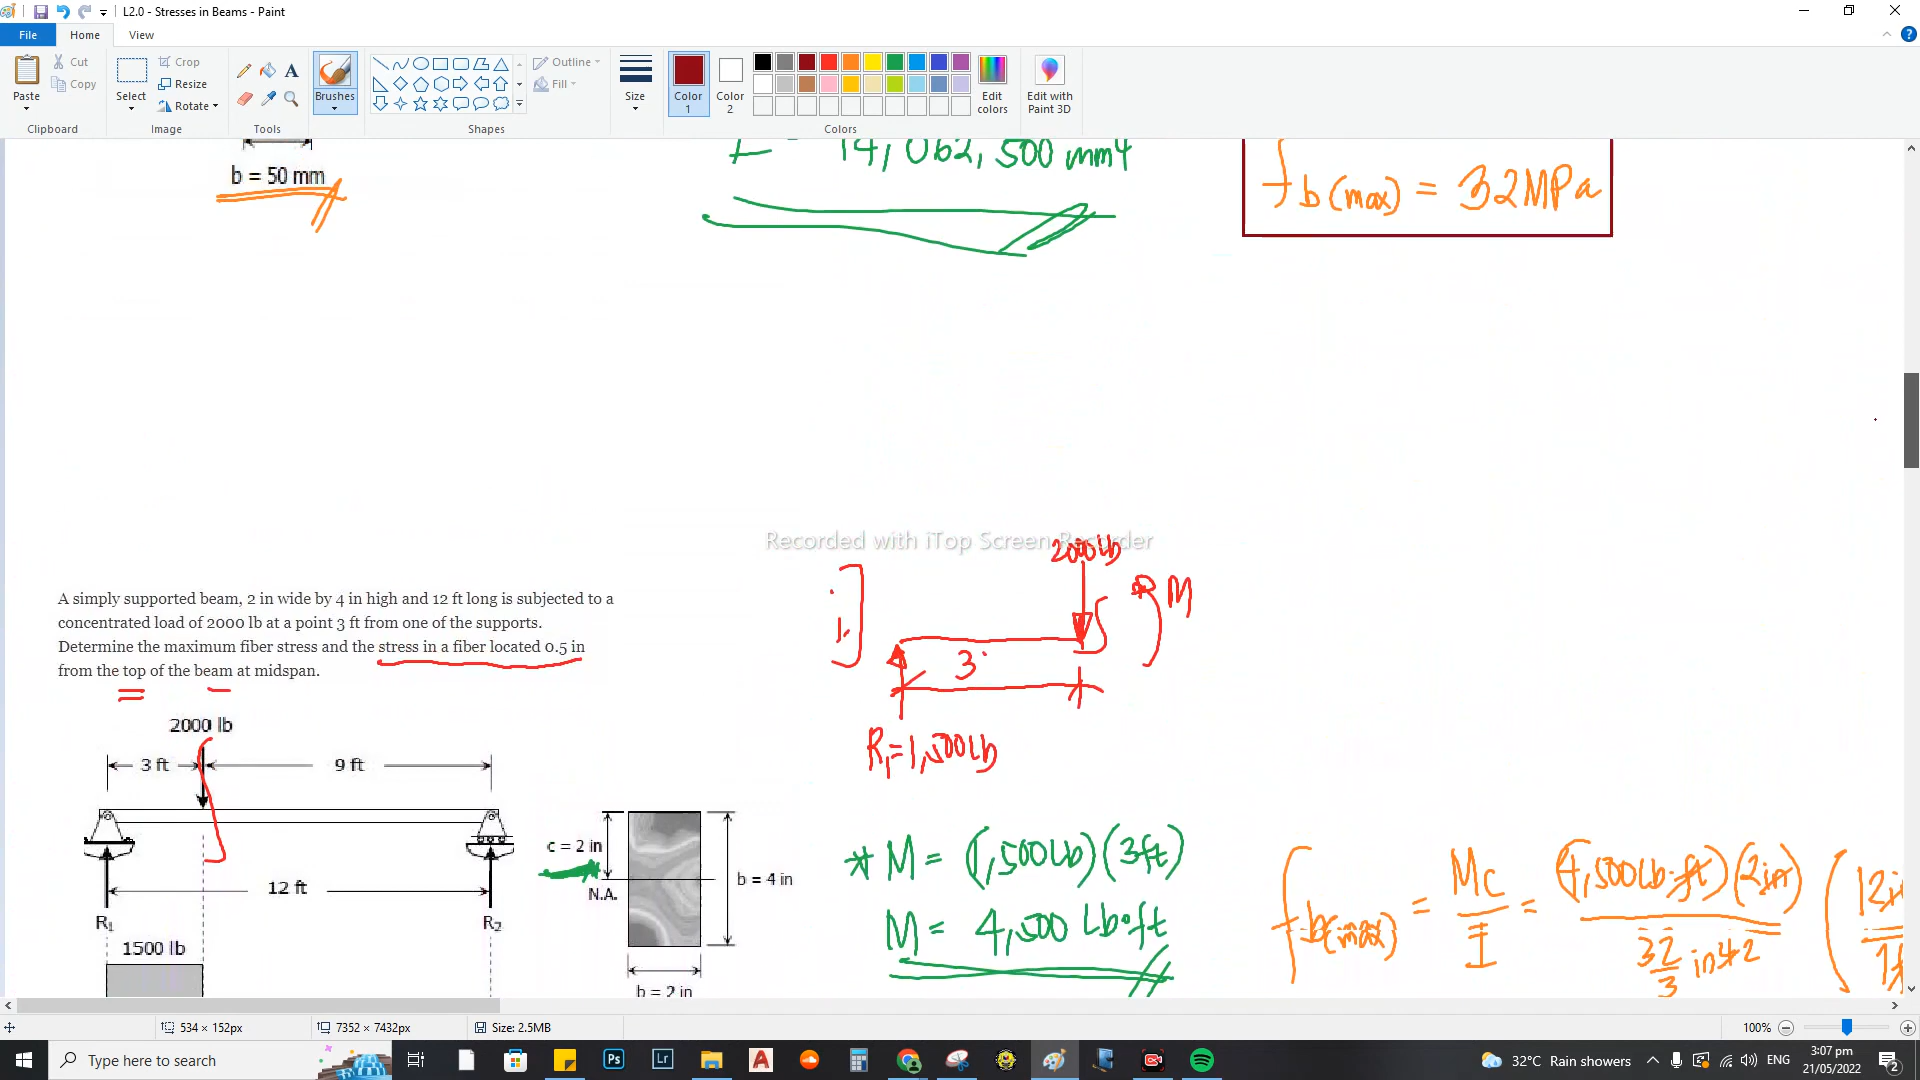 L2.0 - Stresses in Beams - Paint
File
Home
View
Paste
Cut
Copy
Clipboard
Select
Crop
Resize
Rotate
Image
Tools
Brushes
Shapes
Outline
Fill
Size
Color 1
Color 2
Edit colors
Edit with Paint 3D
Colors
b = 50 mm
I = 14,062,500 mm4
fb(max) = 32MPa
Recorded with iTop Screen Recorder
A simply supported beam, 2 in wide by 4 in high and 12 ft long is subjected to a
concentrated load of 2000 lb at a point 3 ft from one of the supports.
Determine the maximum fiber stress and the stress in a fiber located 0.5 in
from the top of the beam at midspan.
2000 lb
3 ft
9 ft
12 ft
R1
R2
1500 lb
c = 2 in
N.A.
b = 4 in
b = 2 in
2000lb
M
3'
R1=1,500lb
* M = (1,500lb)(3ft)
M = 4,500 lb•ft
fb(max) = Mc/I = (4,500lb·ft)(2in) / 32/3 in4
534 × 152px
7352 × 7432px
Size: 2.5MB
100%
Type here to search
32°C Rain showers
ENG
3:07 pm
21/05/2022
2